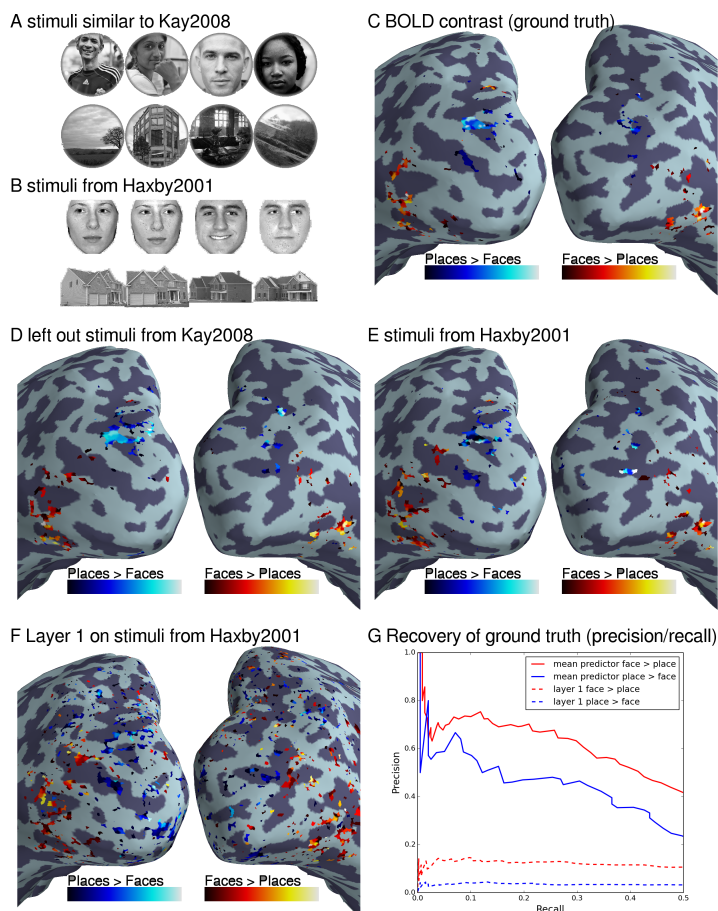 A stimuli similar to Kay2008
B stimuli from Haxby2001
C BOLD contrast (ground truth)
Places > Faces
Faces > Places
D left out stimuli from Kay2008
Places > Faces
Faces > Places
E stimuli from Haxby2001
Places > Faces
Faces > Places
F Layer 1 on stimuli from Haxby2001
Places > Faces
Faces > Places
G Recovery of ground truth (precision/recall)
mean predictor face > place
mean predictor place > face
layer 1 face > place
layer 1 place > face
Precision
1.0
0.8
0.6
0.4
0.2
0.0
0.0
0.1
0.2
0.3
0.4
0.5
Recall